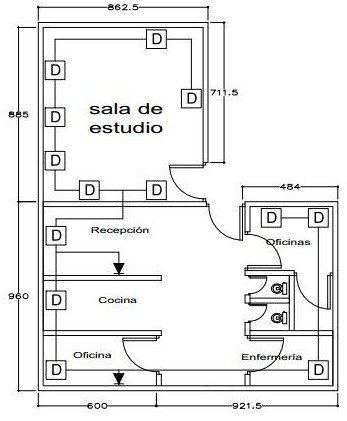 862.5
D
D
D
711.5
sala de
estudio
885
D
D
D
D
484
D
D
D
Recepción
Oficinas
960
D
Cocina
Oficina
Enfermería
D
D
600
921.5